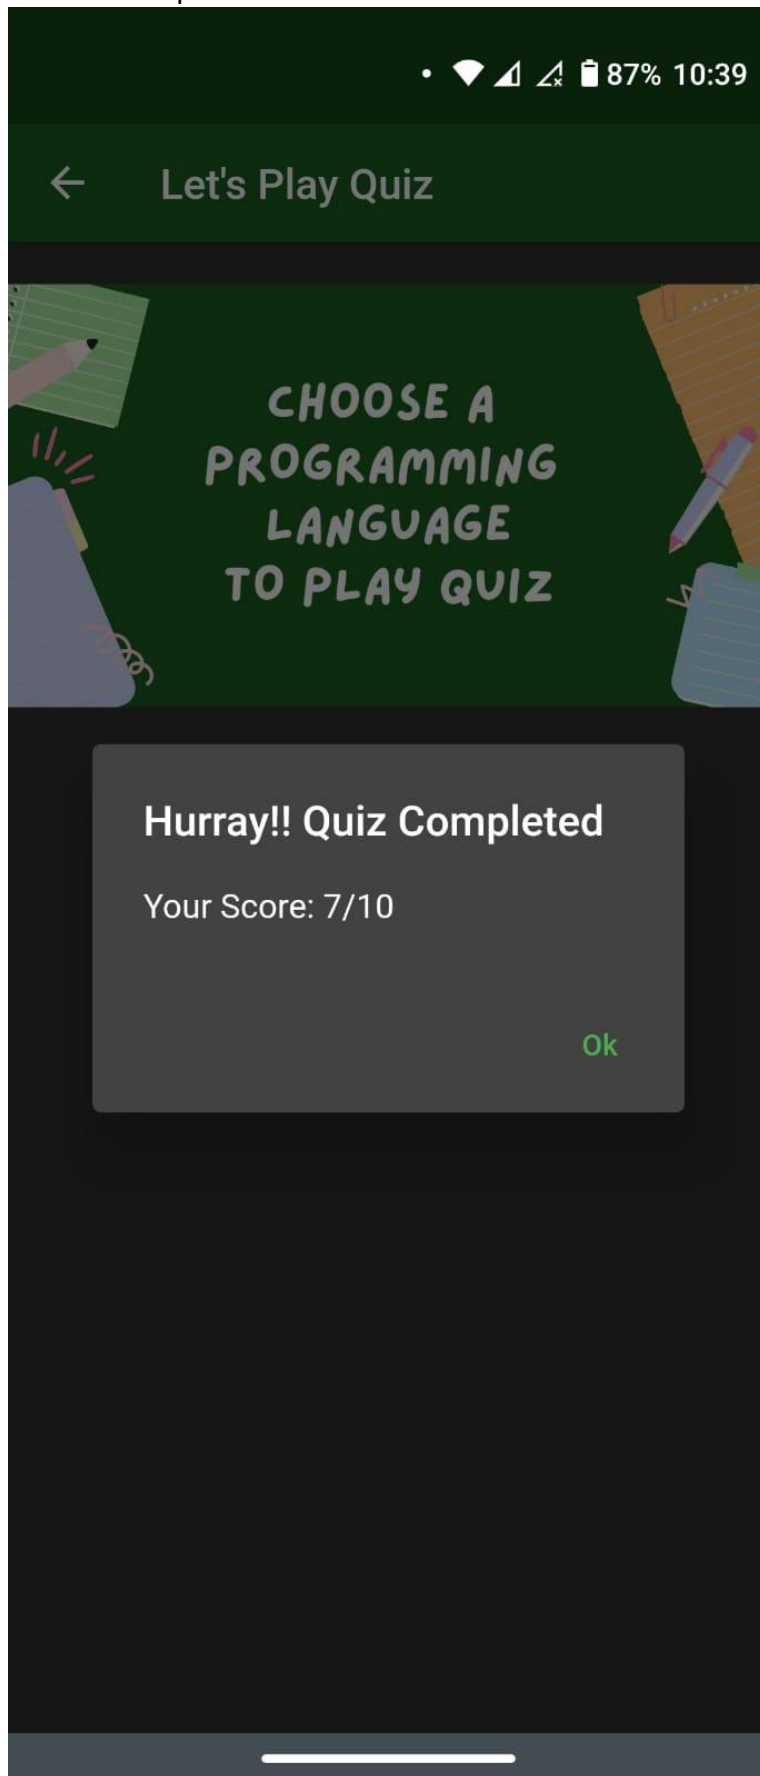 87% 10:39
Let's Play Quiz
CHOOSE A
PROGRAMMING
LANGUAGE
TO PLAY QUIZ
Hurray!! Quiz Completed
Your Score: 7/10
Ok